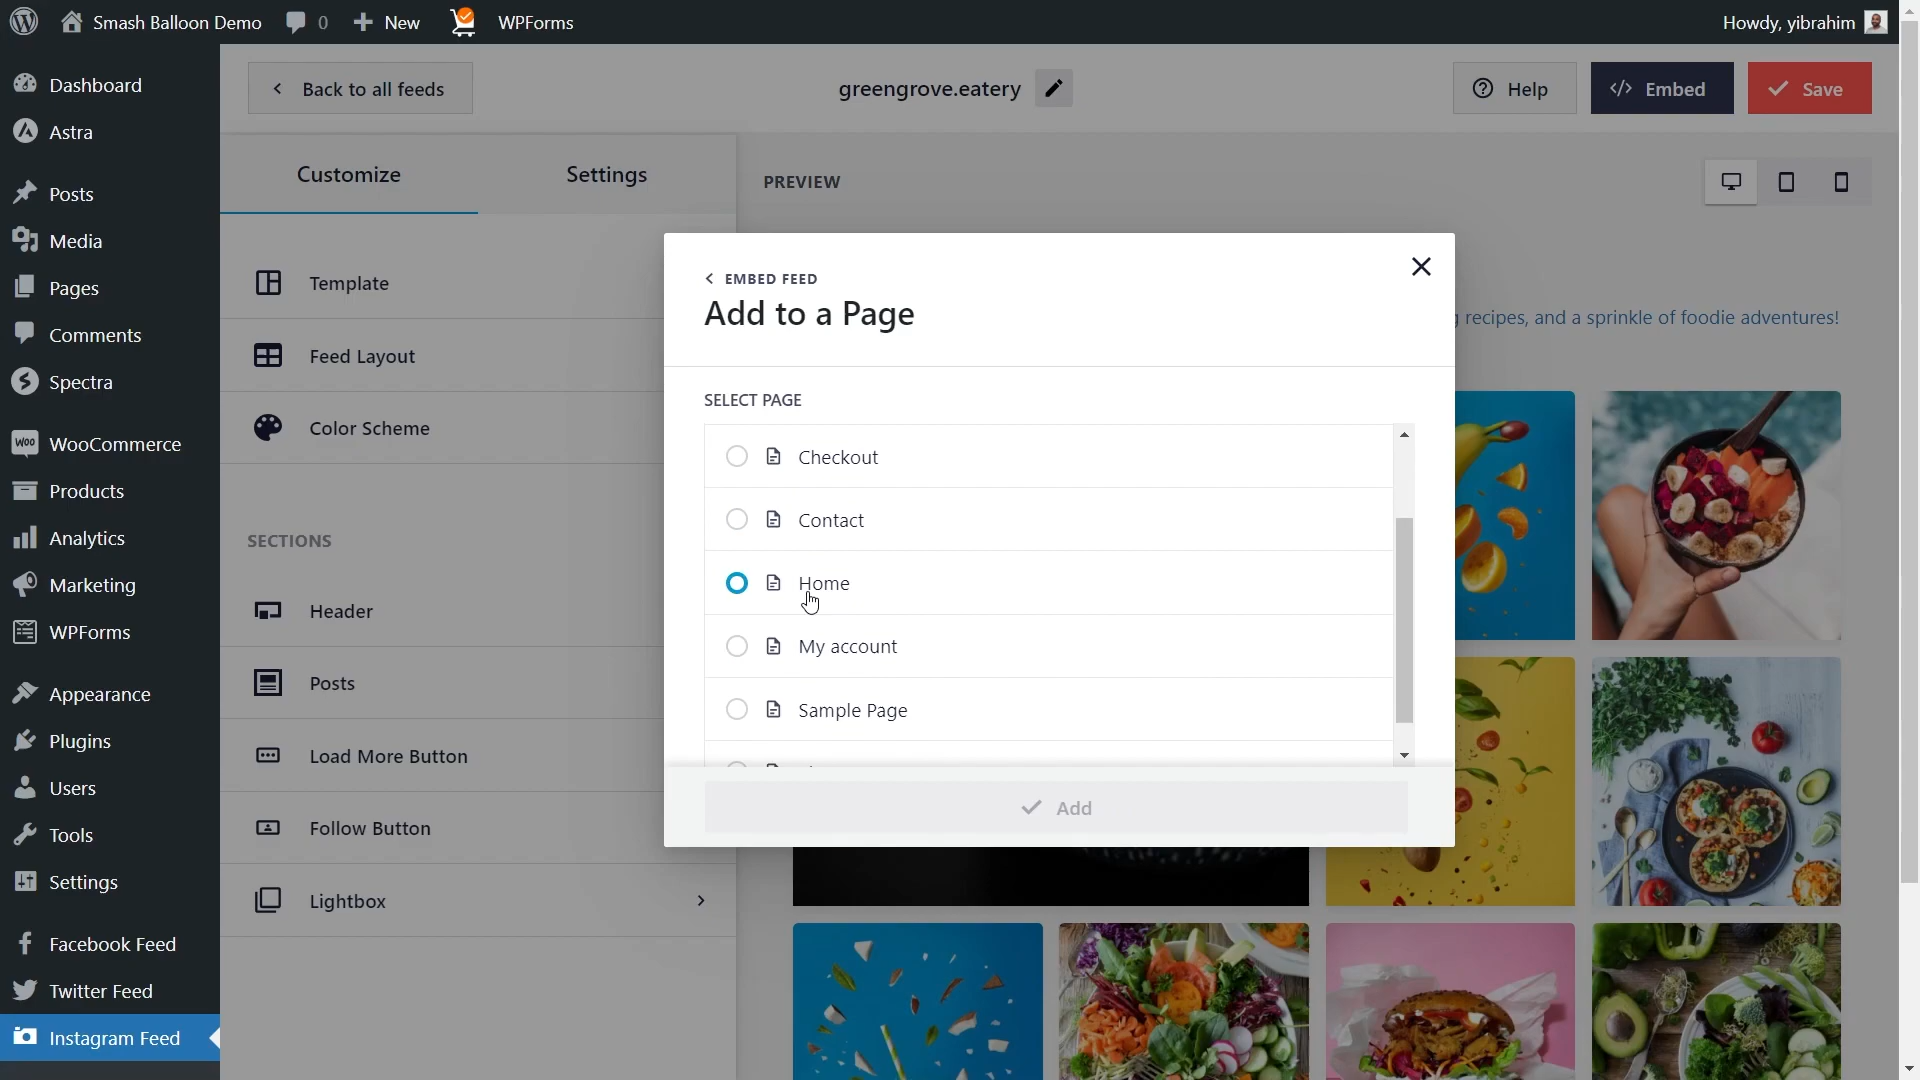 Smash Balloon Demo
0
New
WPForms
Howdy, yibrahim
Dashboard
Astra
Posts
Media
Pages
Comments
Spectra
WooCommerce
Products
Analytics
Marketing
WPForms
Appearance
Plugins
Users
Tools
Settings
Facebook Feed
Twitter Feed
Instagram Feed
Back to all feeds
greengrove.eatery
Help
</> Embed
Save
Customize
Settings
Template
Feed Layout
Color Scheme
SECTIONS
Header
Posts
Load More Button
Follow Button
Lightbox
PREVIEW
recipes, and a sprinkle of foodie adventures!
EMBED FEED
Add to a Page
SELECT PAGE
Checkout
Contact
Home
My account
Sample Page
Add